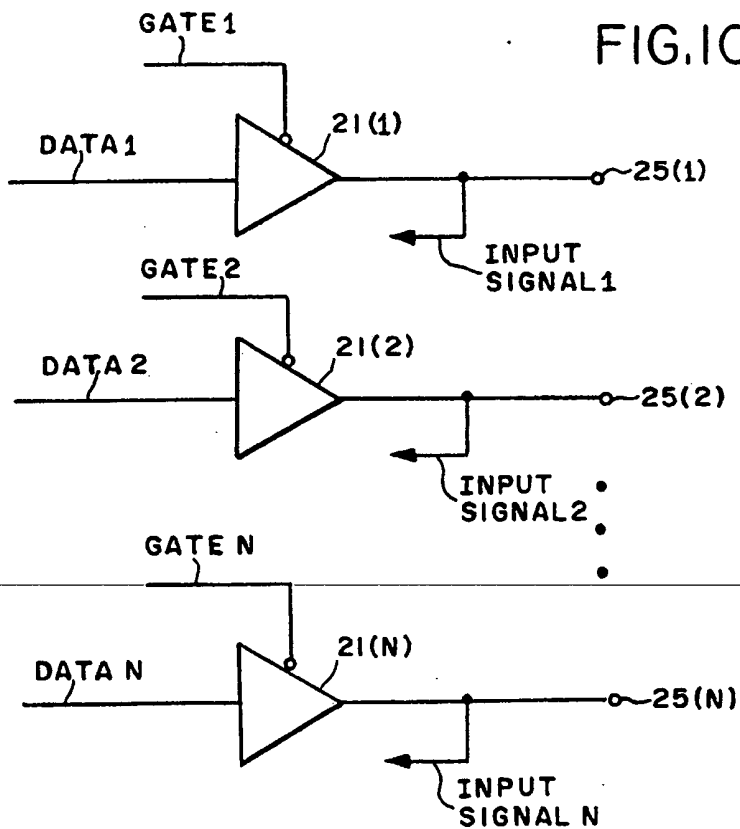 GATE1
FIG.1C
21(1)
DATA1
25(1)
INPUT
SIGNAL1
GATE2
21(2)
DATA2
25(2)
INPUT
SIGNAL2
GATE N
21(N)
DATA N
25(N)
INPUT
SIGNAL N